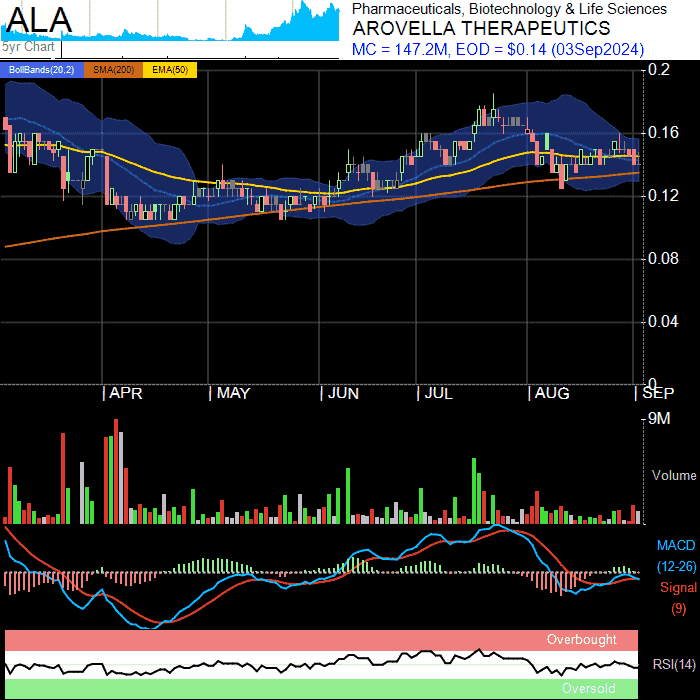 ALA
5yr Chart
Pharmaceuticals, Biotechnology & Life Sciences
AROVELLA THERAPEUTICS
MC = 147.2M, EOD = $0.14 (03Sep2024)
BollBands(20,2) SMA(200) EMA(50)
0.2
0.16
0.12
0.08
0.04
0
APR MAY JUN JUL AUG SEP
9M
Volume
MACD
(12-26)
Signal
(9)
Overbought
RSI(14)
Oversold